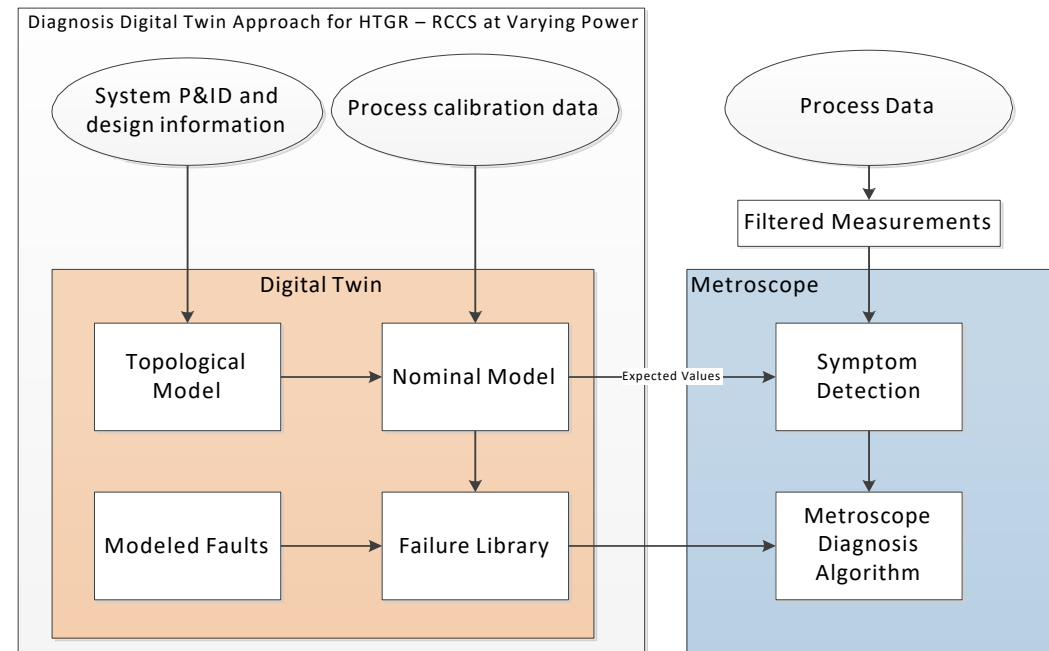 Diagnosis Digital Twin Approach for HTGR – RCCS at Varying Power
System P&ID and
design information
Process calibration data
Process Data
Filtered Measurements
Digital Twin
Metroscope
Topological
Model
Nominal Model
Expected Values
Symptom
Detection
Modeled Faults
Failure Library
Metroscope
Diagnosis
Algorithm